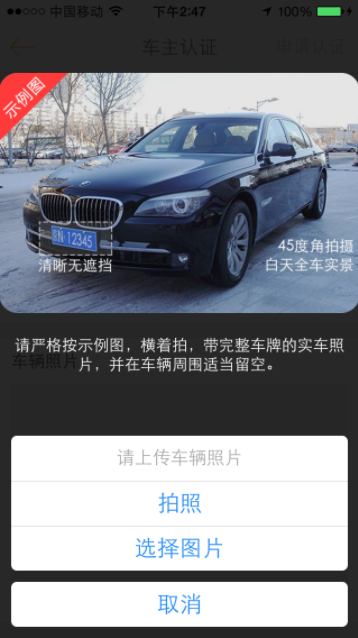 中国移动
下午2:47
100%
车主认证
申请认证
示例图
N·12345
清晰无遮挡
45度角拍摄
白天全车实景
请严格按示例图，横着拍，带完整车牌的实车照
片，并在车辆周围适当留空。
车辆照片
请上传车辆照片
拍照
选择图片
取消